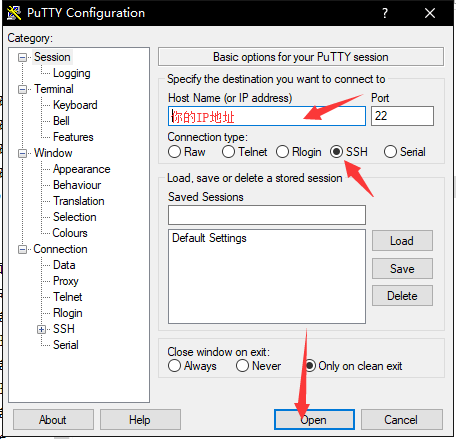 PuTTY Configuration
Category:
Session
Logging
Terminal
Keyboard
Bell
Features
Window
Appearance
Behaviour
Translation
Selection
Colours
Connection
Data
Proxy
Telnet
Rlogin
SSH
Serial
Basic options for your PuTTY session
Specify the destination you want to connect to
Host Name (or IP address) Port
你的IP地址 22
Connection type:
Raw Telnet Rlogin SSH Serial
Load, save or delete a stored session
Saved Sessions
Default Settings
Load
Save
Delete
Close window on exit:
Always Never Only on clean exit
About Help Open Cancel